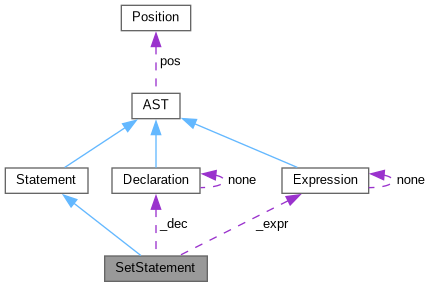 Position
pos
AST
Statement
Declaration
none
Expression
none
_dec
_expr
SetStatement